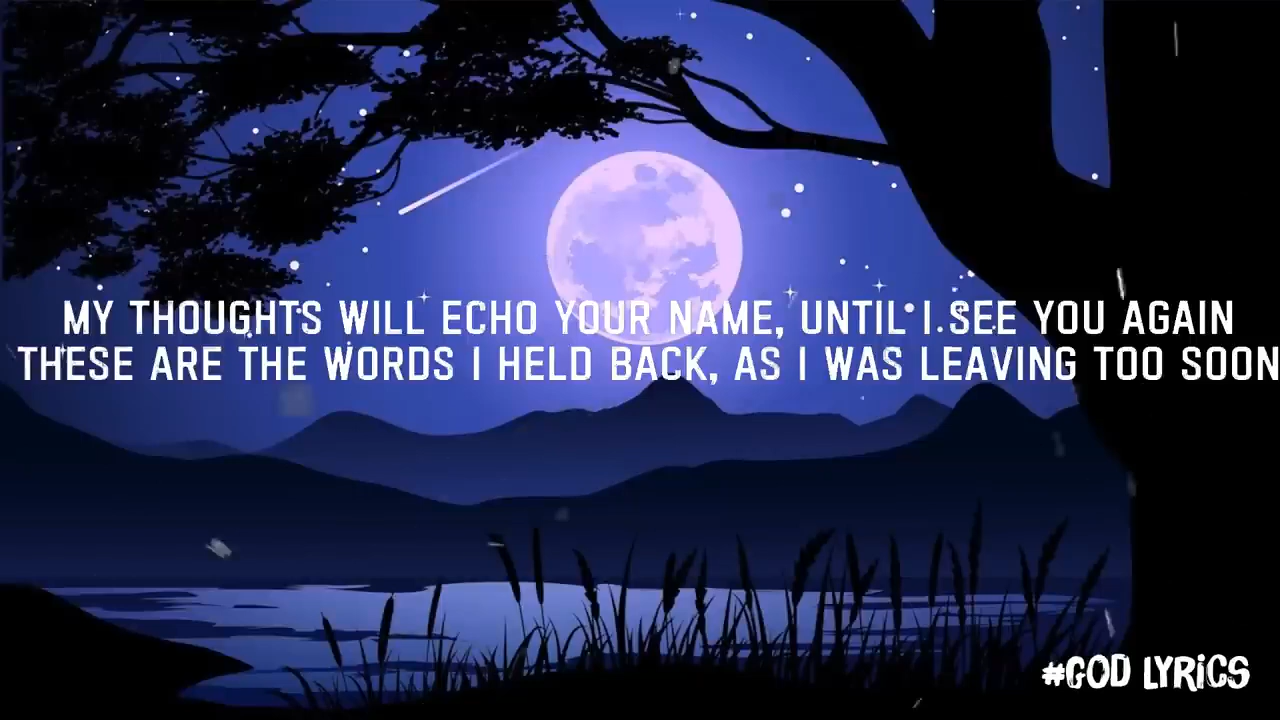 MY THOUGHTS WILL ECHO YOUR NAME, UNTIL I SEE YOU AGAIN
THESE ARE THE WORDS I HELD BACK, AS I WAS LEAVING TOO SOON
#GOD LYRiCS